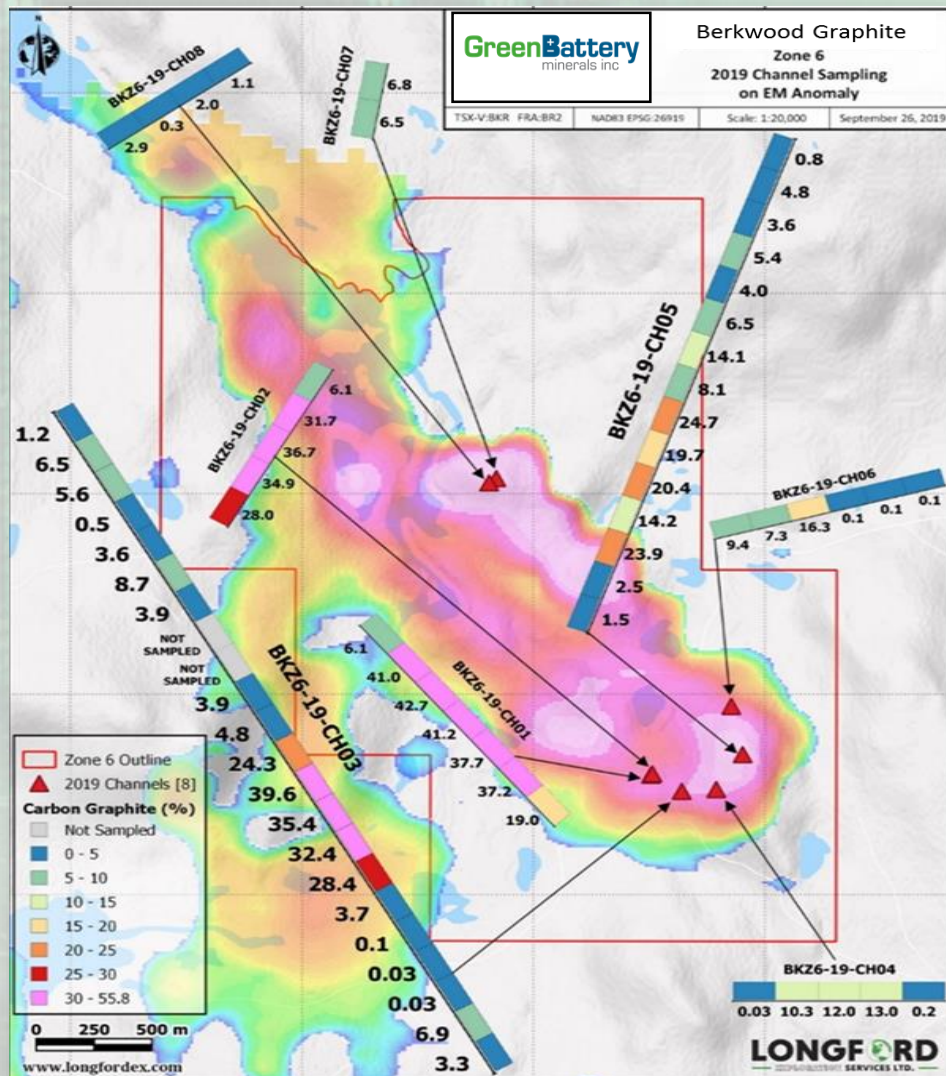 N
GreenBattery
minerals inc
Berkwood Graphite
Zone 6
2019 Channel Sampling
on EM Anomaly
TSX-V:BKR FRA:BR2
NAD83 EPSG:26919
Scale: 1:20,000
September 26, 2019
BKZ6-19-CH08
1.1
2.0
0.3
2.9
BKZ6-19-CH07
6.8
6.5
BKZ6-19-CH05
0.8
4.8
3.6
5.4
4.0
6.5
14.1
8.1
24.7
19.7
20.4
14.2
23.9
2.5
1.5
BKZ6-19-CH02
6.1
31.7
36.7
34.9
28.0
BKZ6-19-CH06
9.4
7.3
16.3
0.1
0.1
0.1
BKZ6-19-CH03
1.2
6.5
5.6
0.5
3.6
8.7
3.9
NOT
SAMPLED
NOT
SAMPLED
3.9
4.8
24.3
39.6
35.4
32.4
28.4
3.7
0.1
0.03
0.03
6.9
3.3
BKZ6-19-CH01
6.1
41.0
42.7
41.2
37.7
37.2
19.0
BKZ6-19-CH04
0.03 10.3 12.0 13.0 0.2
Zone 6 Outline
2019 Channels [8]
Carbon Graphite (%)
Not Sampled
0 - 5
5 - 10
10 - 15
15 - 20
20 - 25
25 - 30
30 - 55.8
0 250 500 m
www.longfordex.com
LONGFORD
EXPLORATION SERVICES LTD.